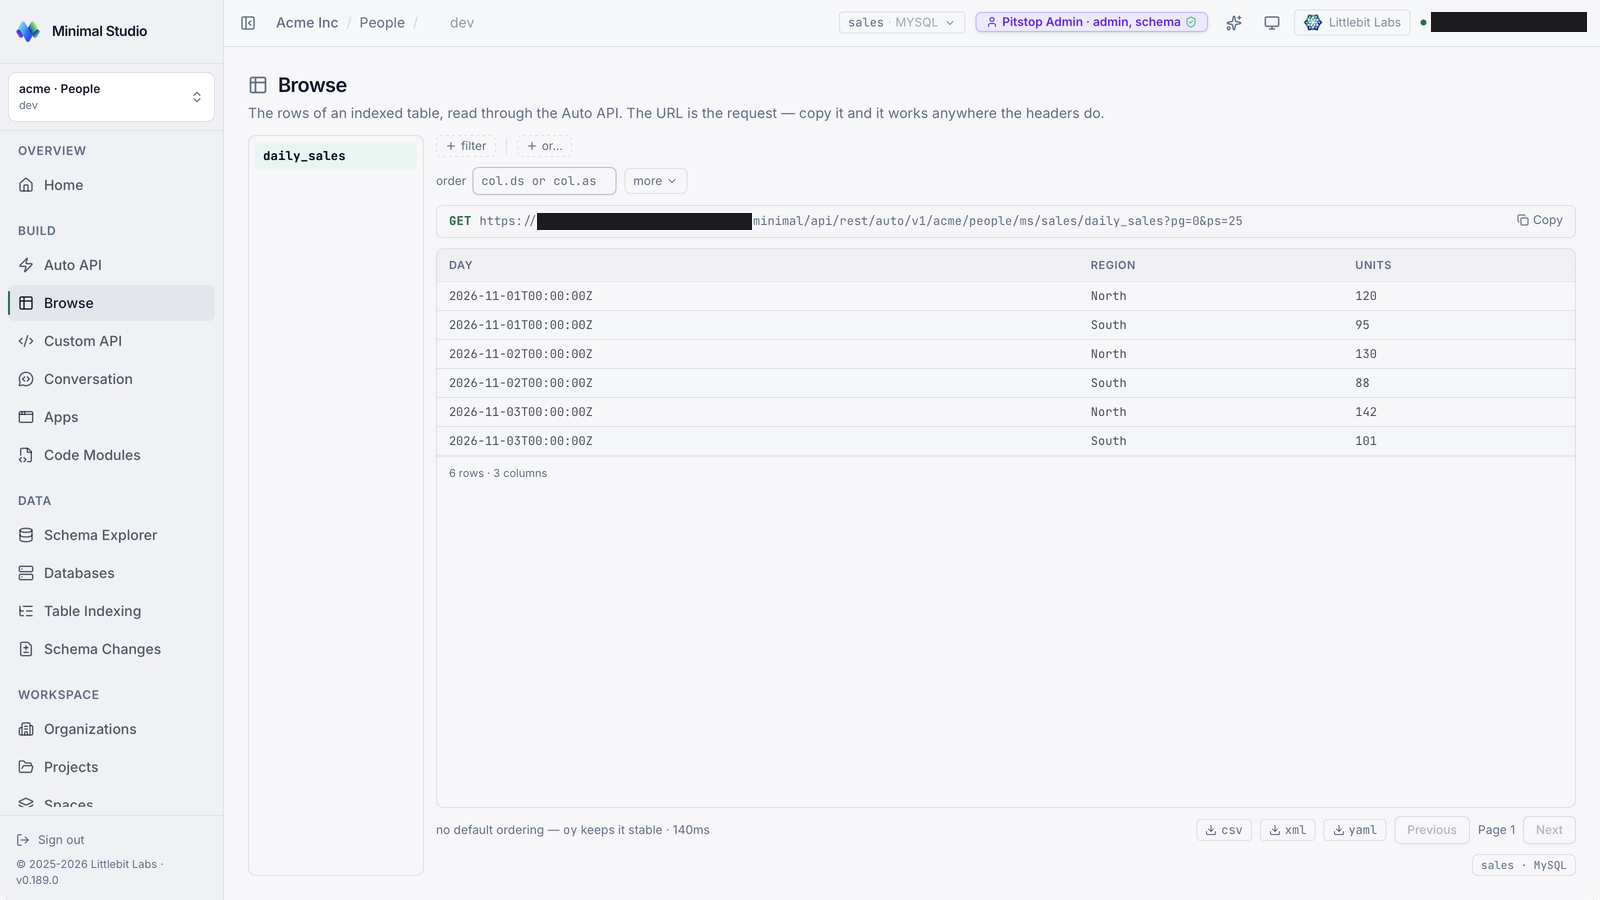 Minimal Studio
acme · People
dev
OVERVIEW
Home
BUILD
Auto API
Browse
Custom API
Conversation
Apps
Code Modules
DATA
Schema Explorer
Databases
Table Indexing
Schema Changes
WORKSPACE
Organizations
Projects
Spaces
Sign out
© 2025-2026 Littlebit Labs ·
v0.189.0
Acme Inc / People / dev
sales · MYSQL
Pitstop Admin · admin, schema
Littlebit Labs
Browse
The rows of an indexed table, read through the Auto API. The URL is the request — copy it and it works anywhere the headers do.
daily_sales
+ filter + or...
order col.ds or col.as more
GET https:// minimal/api/rest/auto/v1/acme/people/ms/sales/daily_sales?pg=0&ps=25 Copy
DAY REGION UNITS
2026-11-01T00:00:00Z North 120
2026-11-01T00:00:00Z South 95
2026-11-02T00:00:00Z North 130
2026-11-02T00:00:00Z South 88
2026-11-03T00:00:00Z North 142
2026-11-03T00:00:00Z South 101
6 rows · 3 columns
no default ordering — oy keeps it stable · 140ms
csv xml yaml Previous Page 1 Next
sales · MySQL